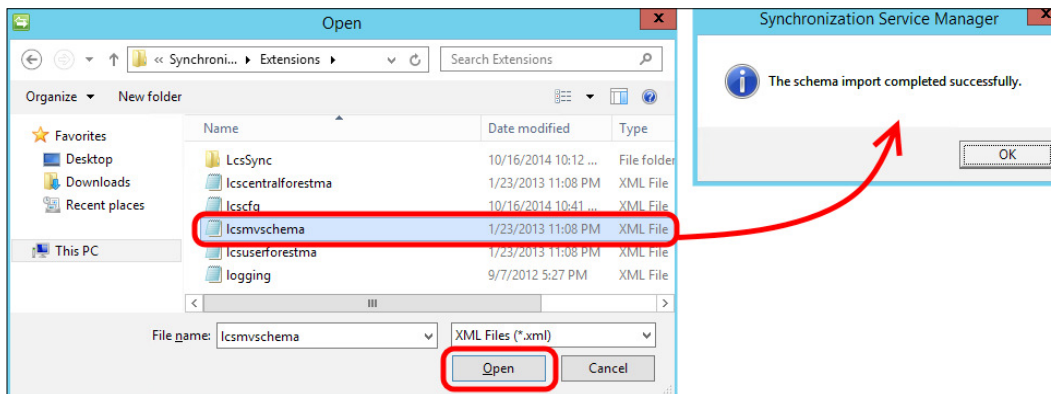 Open
x
« Synchroni... ▸ Extensions ▸
Search Extensions
Organize ▾ New folder
Favorites
Desktop
Downloads
Recent places
This PC
Name Date modified Type
LcsSync 10/16/2014 10:12 ... File folder
lcscentralforestma 1/23/2013 11:08 PM XML File
lcscfg 10/16/2014 10:41 ... XML File
lcsmvschema 1/23/2013 11:08 PM XML File
lcsuserforestma 1/23/2013 11:08 PM XML File
logging 9/7/2012 5:27 PM XML File
File name: lcsmvschema XML Files (*.xml)
Open Cancel
Synchronization Service Manager x
The schema import completed successfully.
OK